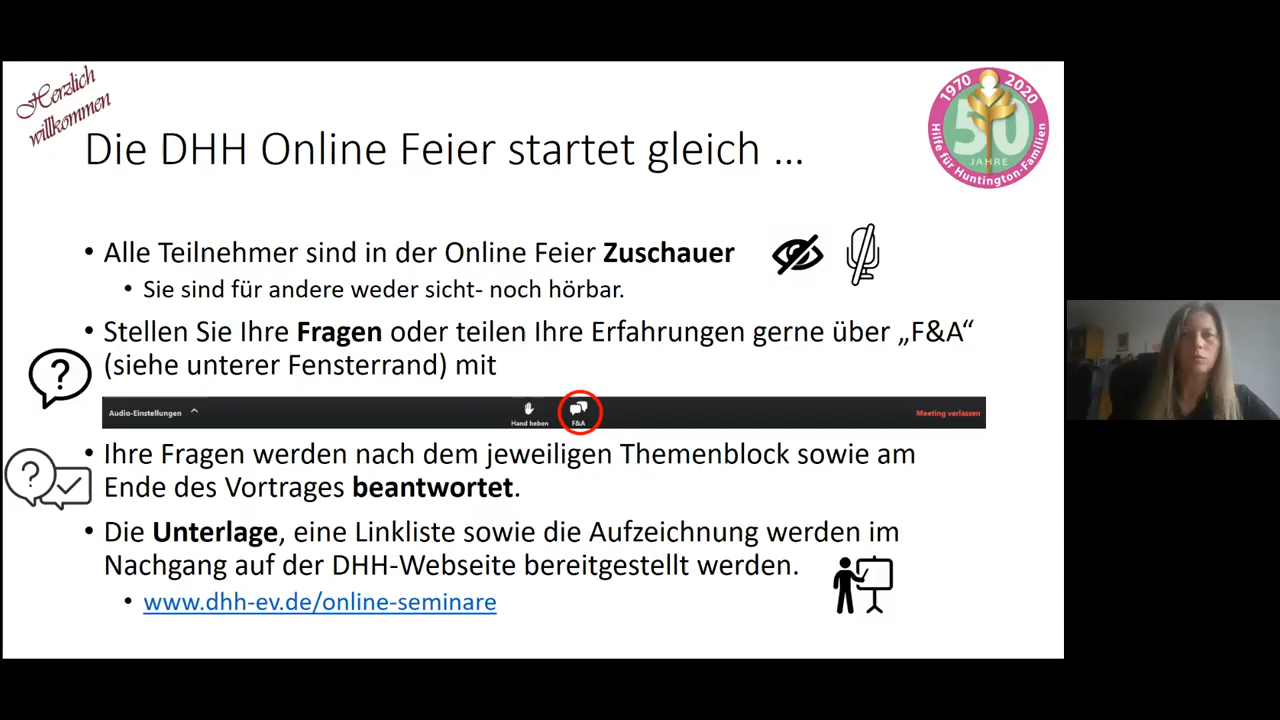 Herzlich
willkommen
Die DHH Online Feier startet gleich ...
1970 2020
50
JAHRE
Hilfe für Huntington-Familien
• Alle Teilnehmer sind in der Online Feier Zuschauer
• Sie sind für andere weder sicht- noch hörbar.
• Stellen Sie Ihre Fragen oder teilen Ihre Erfahrungen gerne über „F&A“
(siehe unterer Fensterrand) mit
?
Audio-Einstellungen
Hand heben
F&A
Meeting verlassen
• Ihre Fragen werden nach dem jeweiligen Themenblock sowie am
Ende des Vortrages beantwortet.
?
• Die Unterlage, eine Linkliste sowie die Aufzeichnung werden im
Nachgang auf der DHH-Webseite bereitgestellt werden.
• www.dhh-ev.de/online-seminare